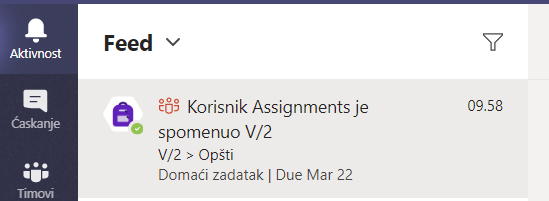 Aktivnost
Ćaskanje
Timovi
Feed
Korisnik Assignments je
spomenuo V/2
09.58
V/2 > Opšti
Domaći zadatak | Due Mar 22